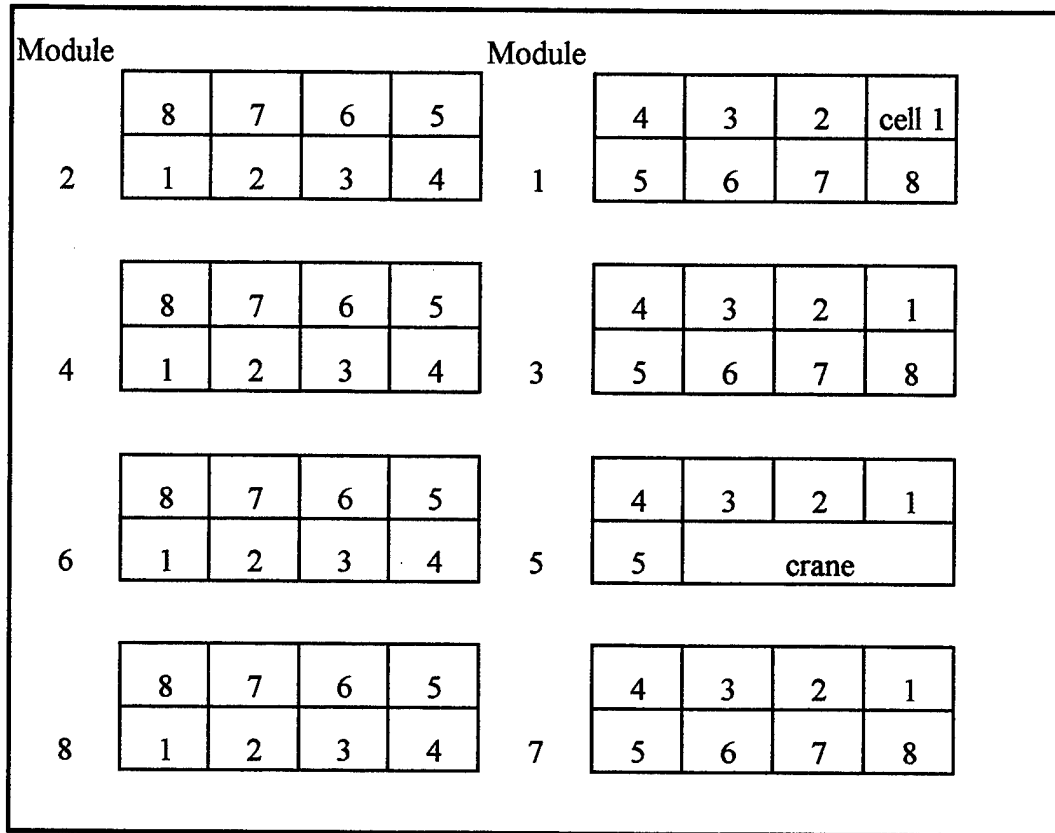 Module Module
8 7 6 5 4 3 2 cell 1
2 1 2 3 4 1 5 6 7 8
8 7 6 5 4 3 2 1
4 1 2 3 4 3 5 6 7 8
8 7 6 5 4 3 2 1
6 1 2 3 4 5 5 crane
8 7 6 5 4 3 2 1
8 1 2 3 4 7 5 6 7 8